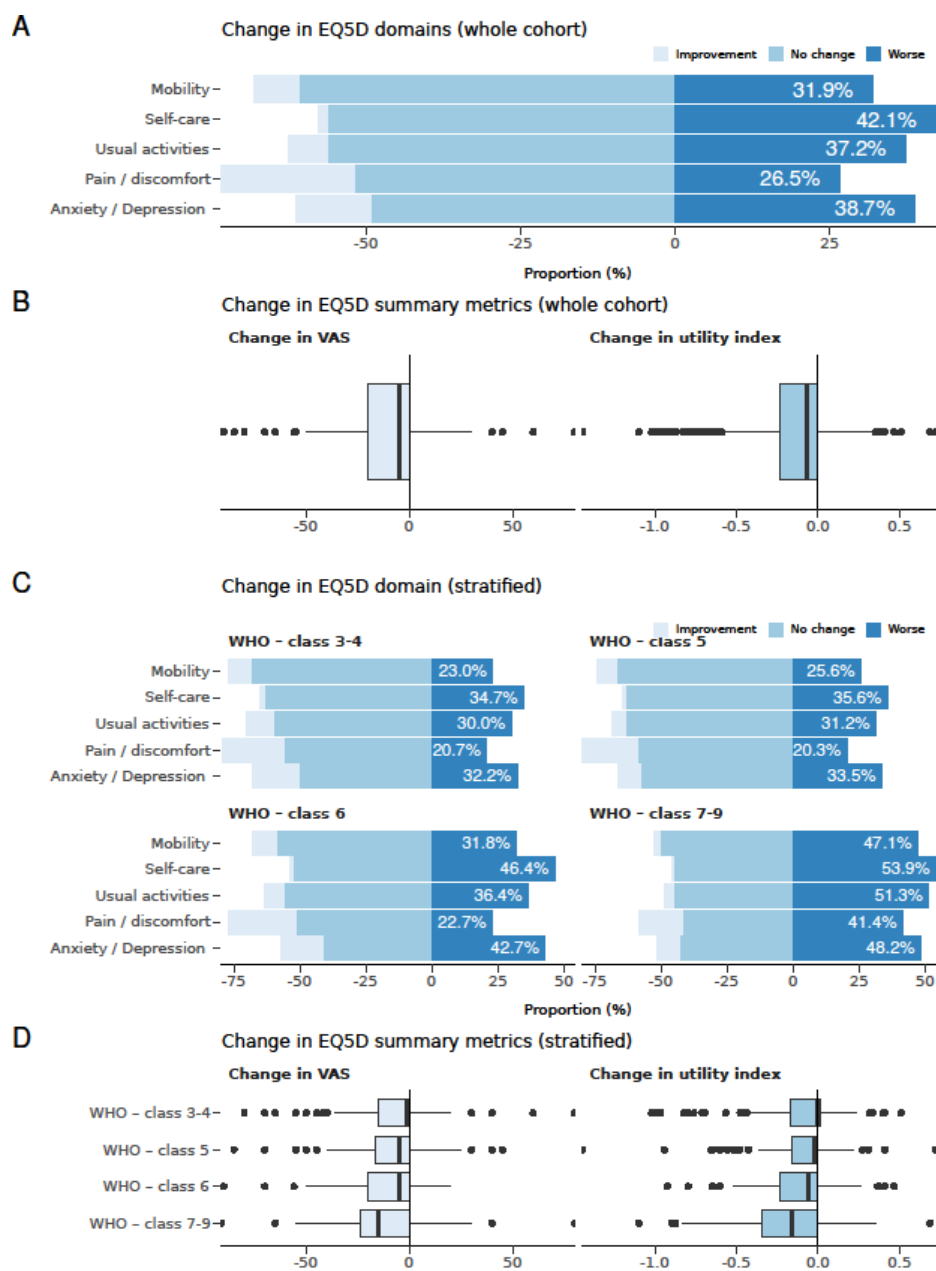 A
Change in EQ5D domains (whole cohort)
Improvement No change Worse
Mobility 31.9%
Self-care 42.1%
Usual activities 37.2%
Pain / discomfort 26.5%
Anxiety / Depression 38.7%
-50 -25 0 25
Proportion (%)
B
Change in EQ5D summary metrics (whole cohort)
Change in VAS Change in utility index
-50 0 50 -1.0 -0.5 0.0 0.5
C
Change in EQ5D domain (stratified)
Improvement No change Worse
WHO – class 3-4 WHO – class 5
Mobility 23.0% 25.6%
Self-care 34.7% 35.6%
Usual activities 30.0% 31.2%
Pain / discomfort 20.7% 20.3%
Anxiety / Depression 32.2% 33.5%
WHO – class 6 WHO – class 7-9
Mobility 31.8% 47.1%
Self-care 46.4% 53.9%
Usual activities 36.4% 51.3%
Pain / discomfort 22.7% 41.4%
Anxiety / Depression 42.7% 48.2%
-75 -50 -25 0 25 50 -75 -50 -25 0 25 50
Proportion (%)
D
Change in EQ5D summary metrics (stratified)
Change in VAS Change in utility index
WHO – class 3-4
WHO – class 5
WHO – class 6
WHO – class 7-9
-50 0 50 -1.0 -0.5 0.0 0.5